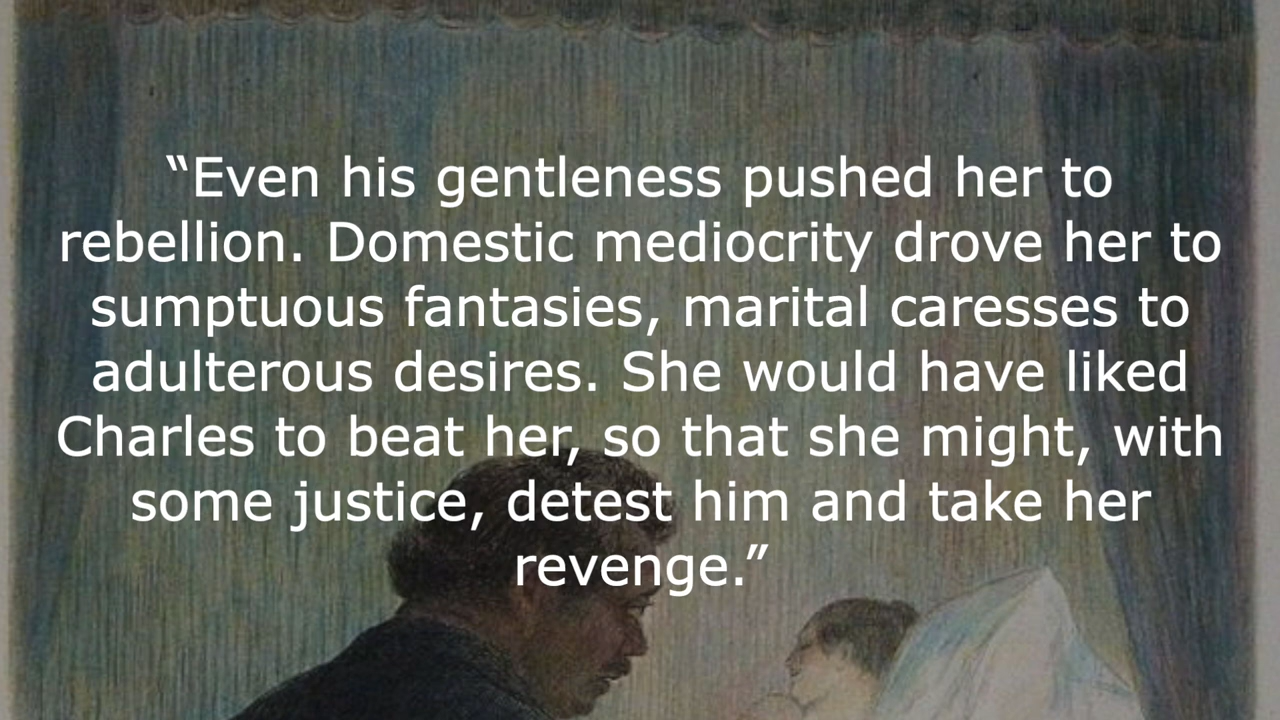 “Even his gentleness pushed her to
rebellion. Domestic mediocrity drove her to
sumptuous fantasies, marital caresses to
adulterous desires. She would have liked
Charles to beat her, so that she might, with
some justice, detest him and take her
revenge.”